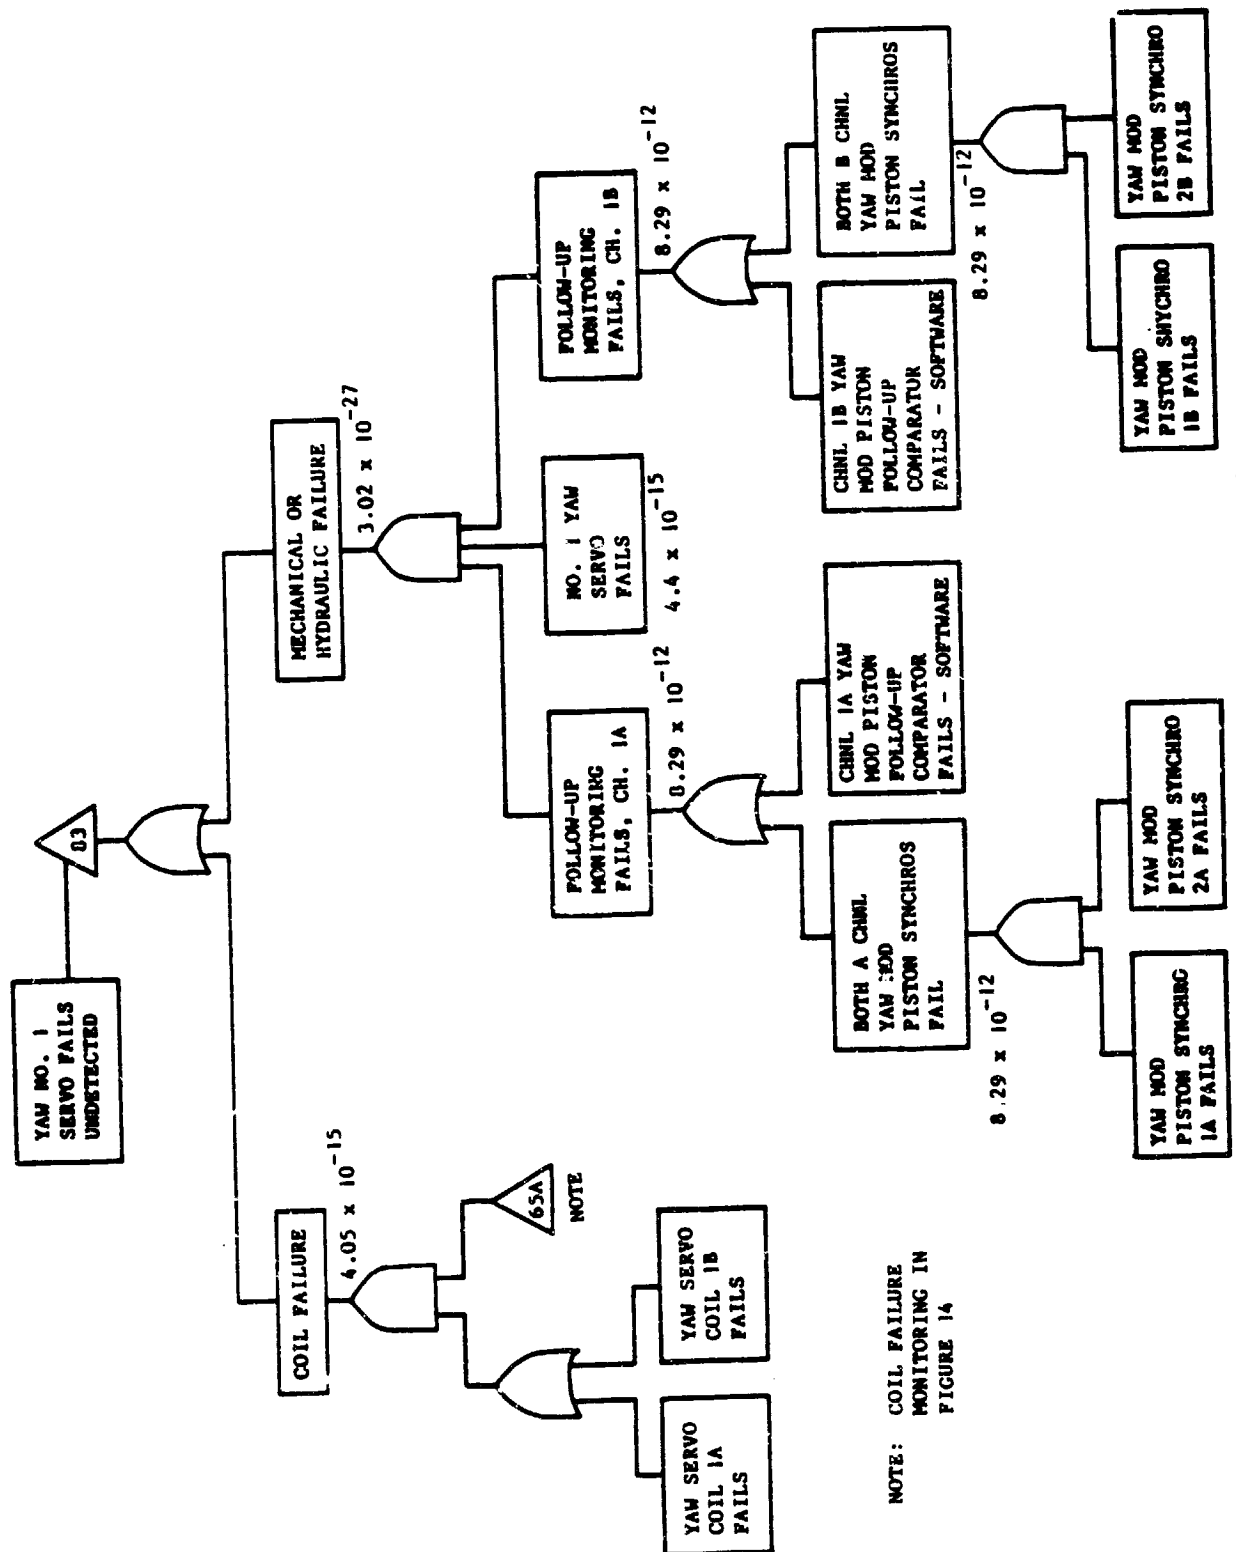 YAW NO. 1
SERVO FAILS
UNDETECTED
83
COIL FAILURE
4.05 x 10-15
MECHANICAL OR
HYDRAULIC FAILURE
3.02 x 10-27
65A
NOTE
YAW SERVO
COIL 1A
FAILS
YAW SERVO
COIL 1B
FAILS
FOLLOW-UP
MONITORING
FAILS, CH. 1A
8.29 x 10-12
NO. 1 YAW
SERVO
FAILS
4.4 x 10-15
FOLLOW-UP
MONITORING
FAILS, CH. 1B
8.29 x 10-12
BOTH A CHNL
YAW MOD
PISTON SYNCHROS
FAIL
8.29 x 10-12
CHNL 1A YAW
MOD PISTON
FOLLOW-UP
COMPARATOR
FAILS - SOFTWARE
CHNL 1B YAW
MOD PISTON
FOLLOW-UP
COMPARATOR
FAILS - SOFTWARE
BOTH B CHNL
YAW MOD
PISTON SYNCHROS
FAIL
8.29 x 10-12
YAW MOD
PISTON SYNCHRO
1A FAILS
YAW MOD
PISTON SYNCHRO
2A FAILS
YAW MOD
PISTON SHYCHRO
1B FAILS
YAW MOD
PISTON SYNCHRO
2B FAILS
NOTE: COIL FAILURE
MONITORING IN
FIGURE 14